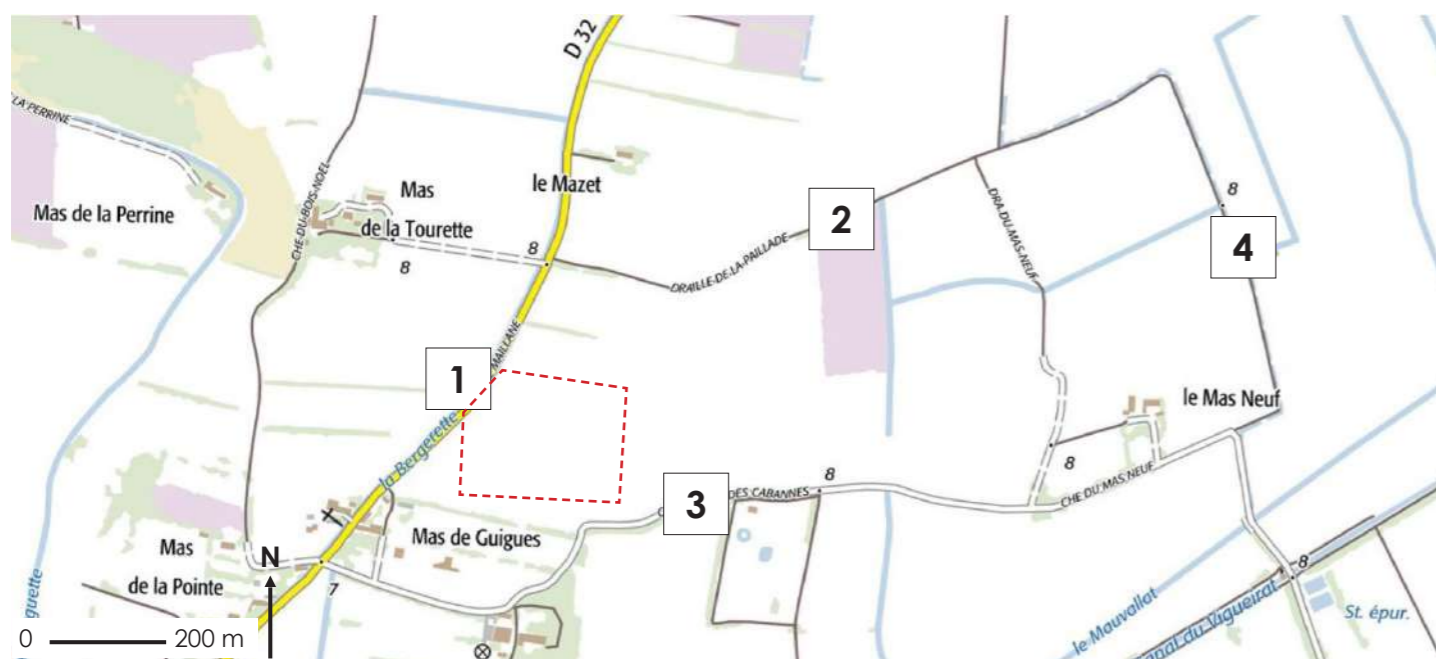 D 32
LA PERRINE
Mas de la Perrine
CHE-DU-BOIS-NOEL
Mas
de la Tourette
8
le Mazet
8
2
DRAILLE-DE-LA-PAILLADE
DRA-DU-MAS-NEUF
8
4
MAILLANE
1
la Bergerette
le Mas Neuf
8
CHE DU MAS NEUF
3
DES CABANNES
8
Mas de Guigues
Mas
de la Pointe
N
7
guette
0 200 m
le Mauvallat
anal du Vigueirat
8
St. épur.